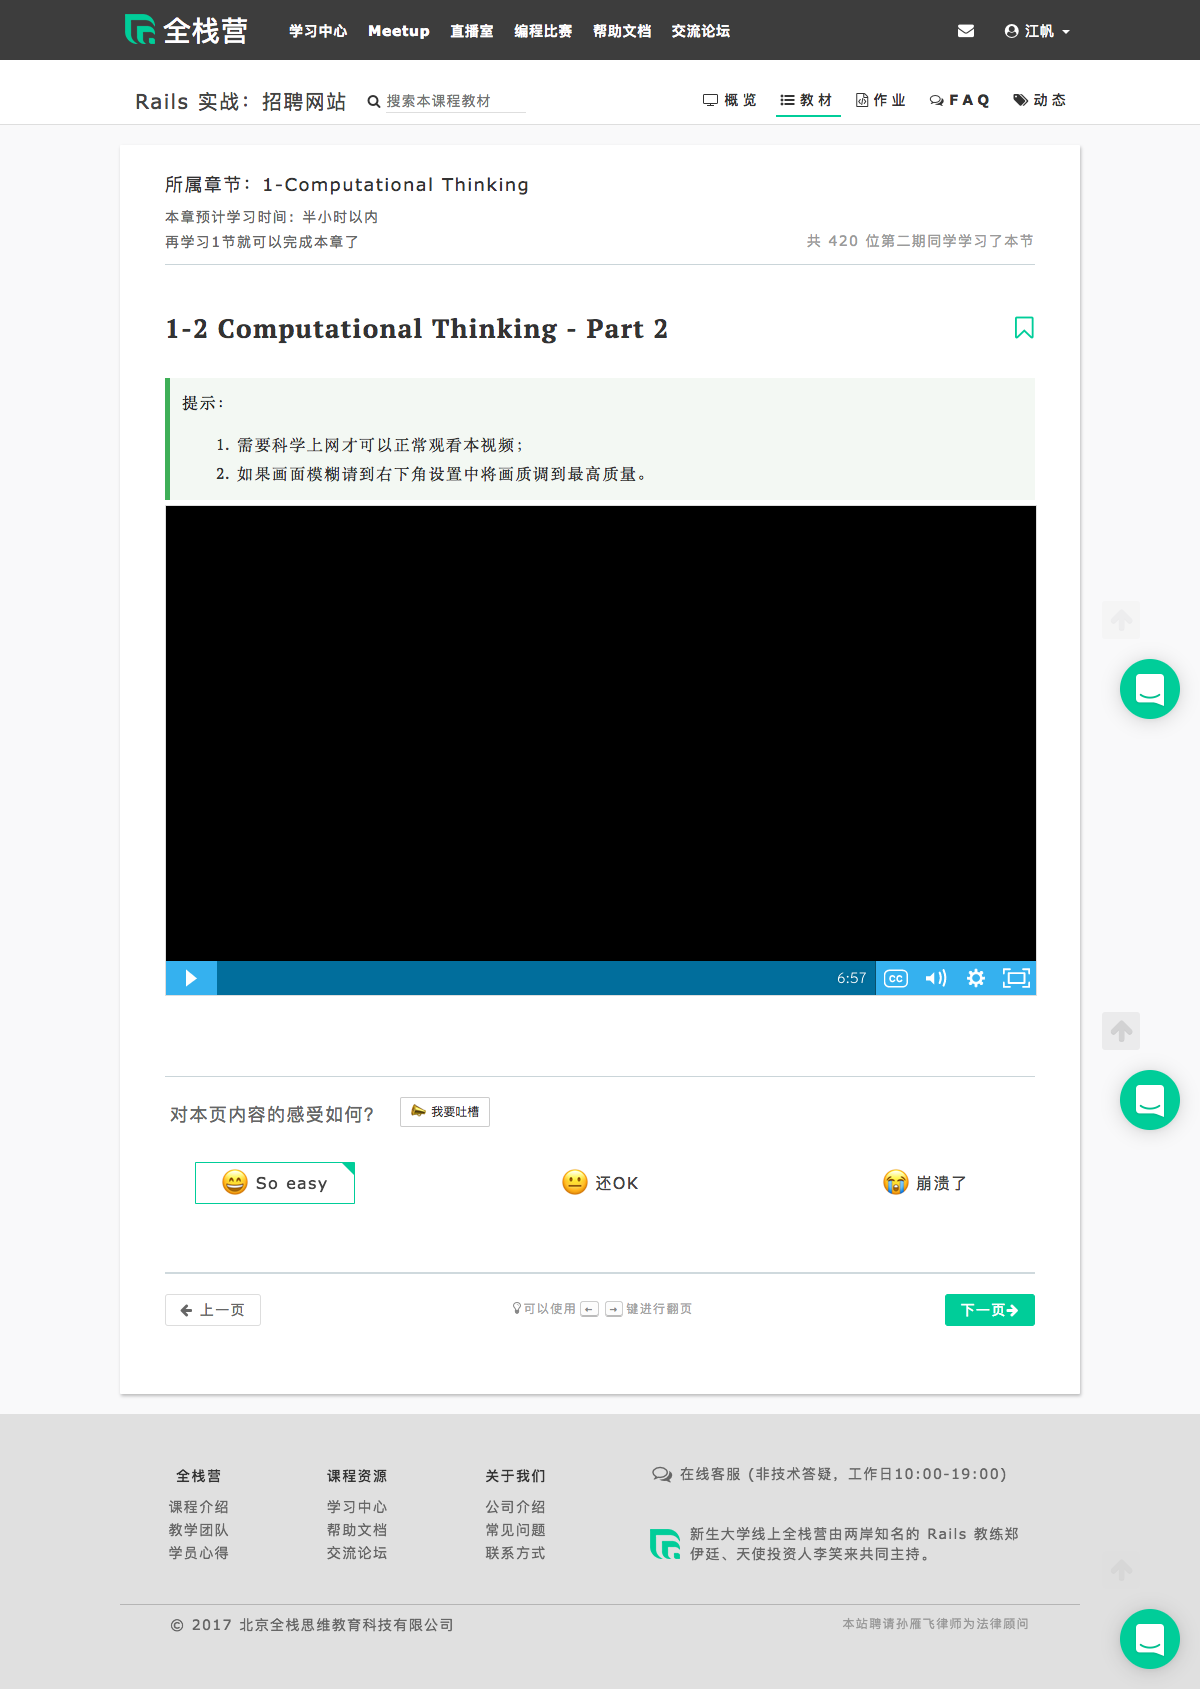 全栈营 学习中心 Meetup 直播室 编程比赛 帮助文档 交流论坛 江帆
Rails 实战：招聘网站 搜索本课程教材 概览 教材 作业 FAQ 动态
所属章节：1-Computational Thinking
本章预计学习时间：半小时以内
再学习1节就可以完成本章了 共 420 位第二期同学学习了本节
1-2 Computational Thinking - Part 2
提示：
1. 需要科学上网才可以正常观看本视频；
2. 如果画面模糊请到右下角设置中将画质调到最高质量。
6:57 CC
对本页内容的感受如何？ 我要吐槽
So easy 还OK 崩溃了
上一页 可以使用 ← → 键进行翻页 下一页
全栈营 课程资源 关于我们 在线客服 (非技术答疑，工作日10:00-19:00)
课程介绍 学习中心 公司介绍
教学团队 帮助文档 常见问题 新生大学线上全栈营由两岸知名的 Rails 教练郑
学员心得 交流论坛 联系方式 伊廷、天使投资人李笑来共同主持。
© 2017 北京全栈思维教育科技有限公司 本站聘请孙雁飞律师为法律顾问